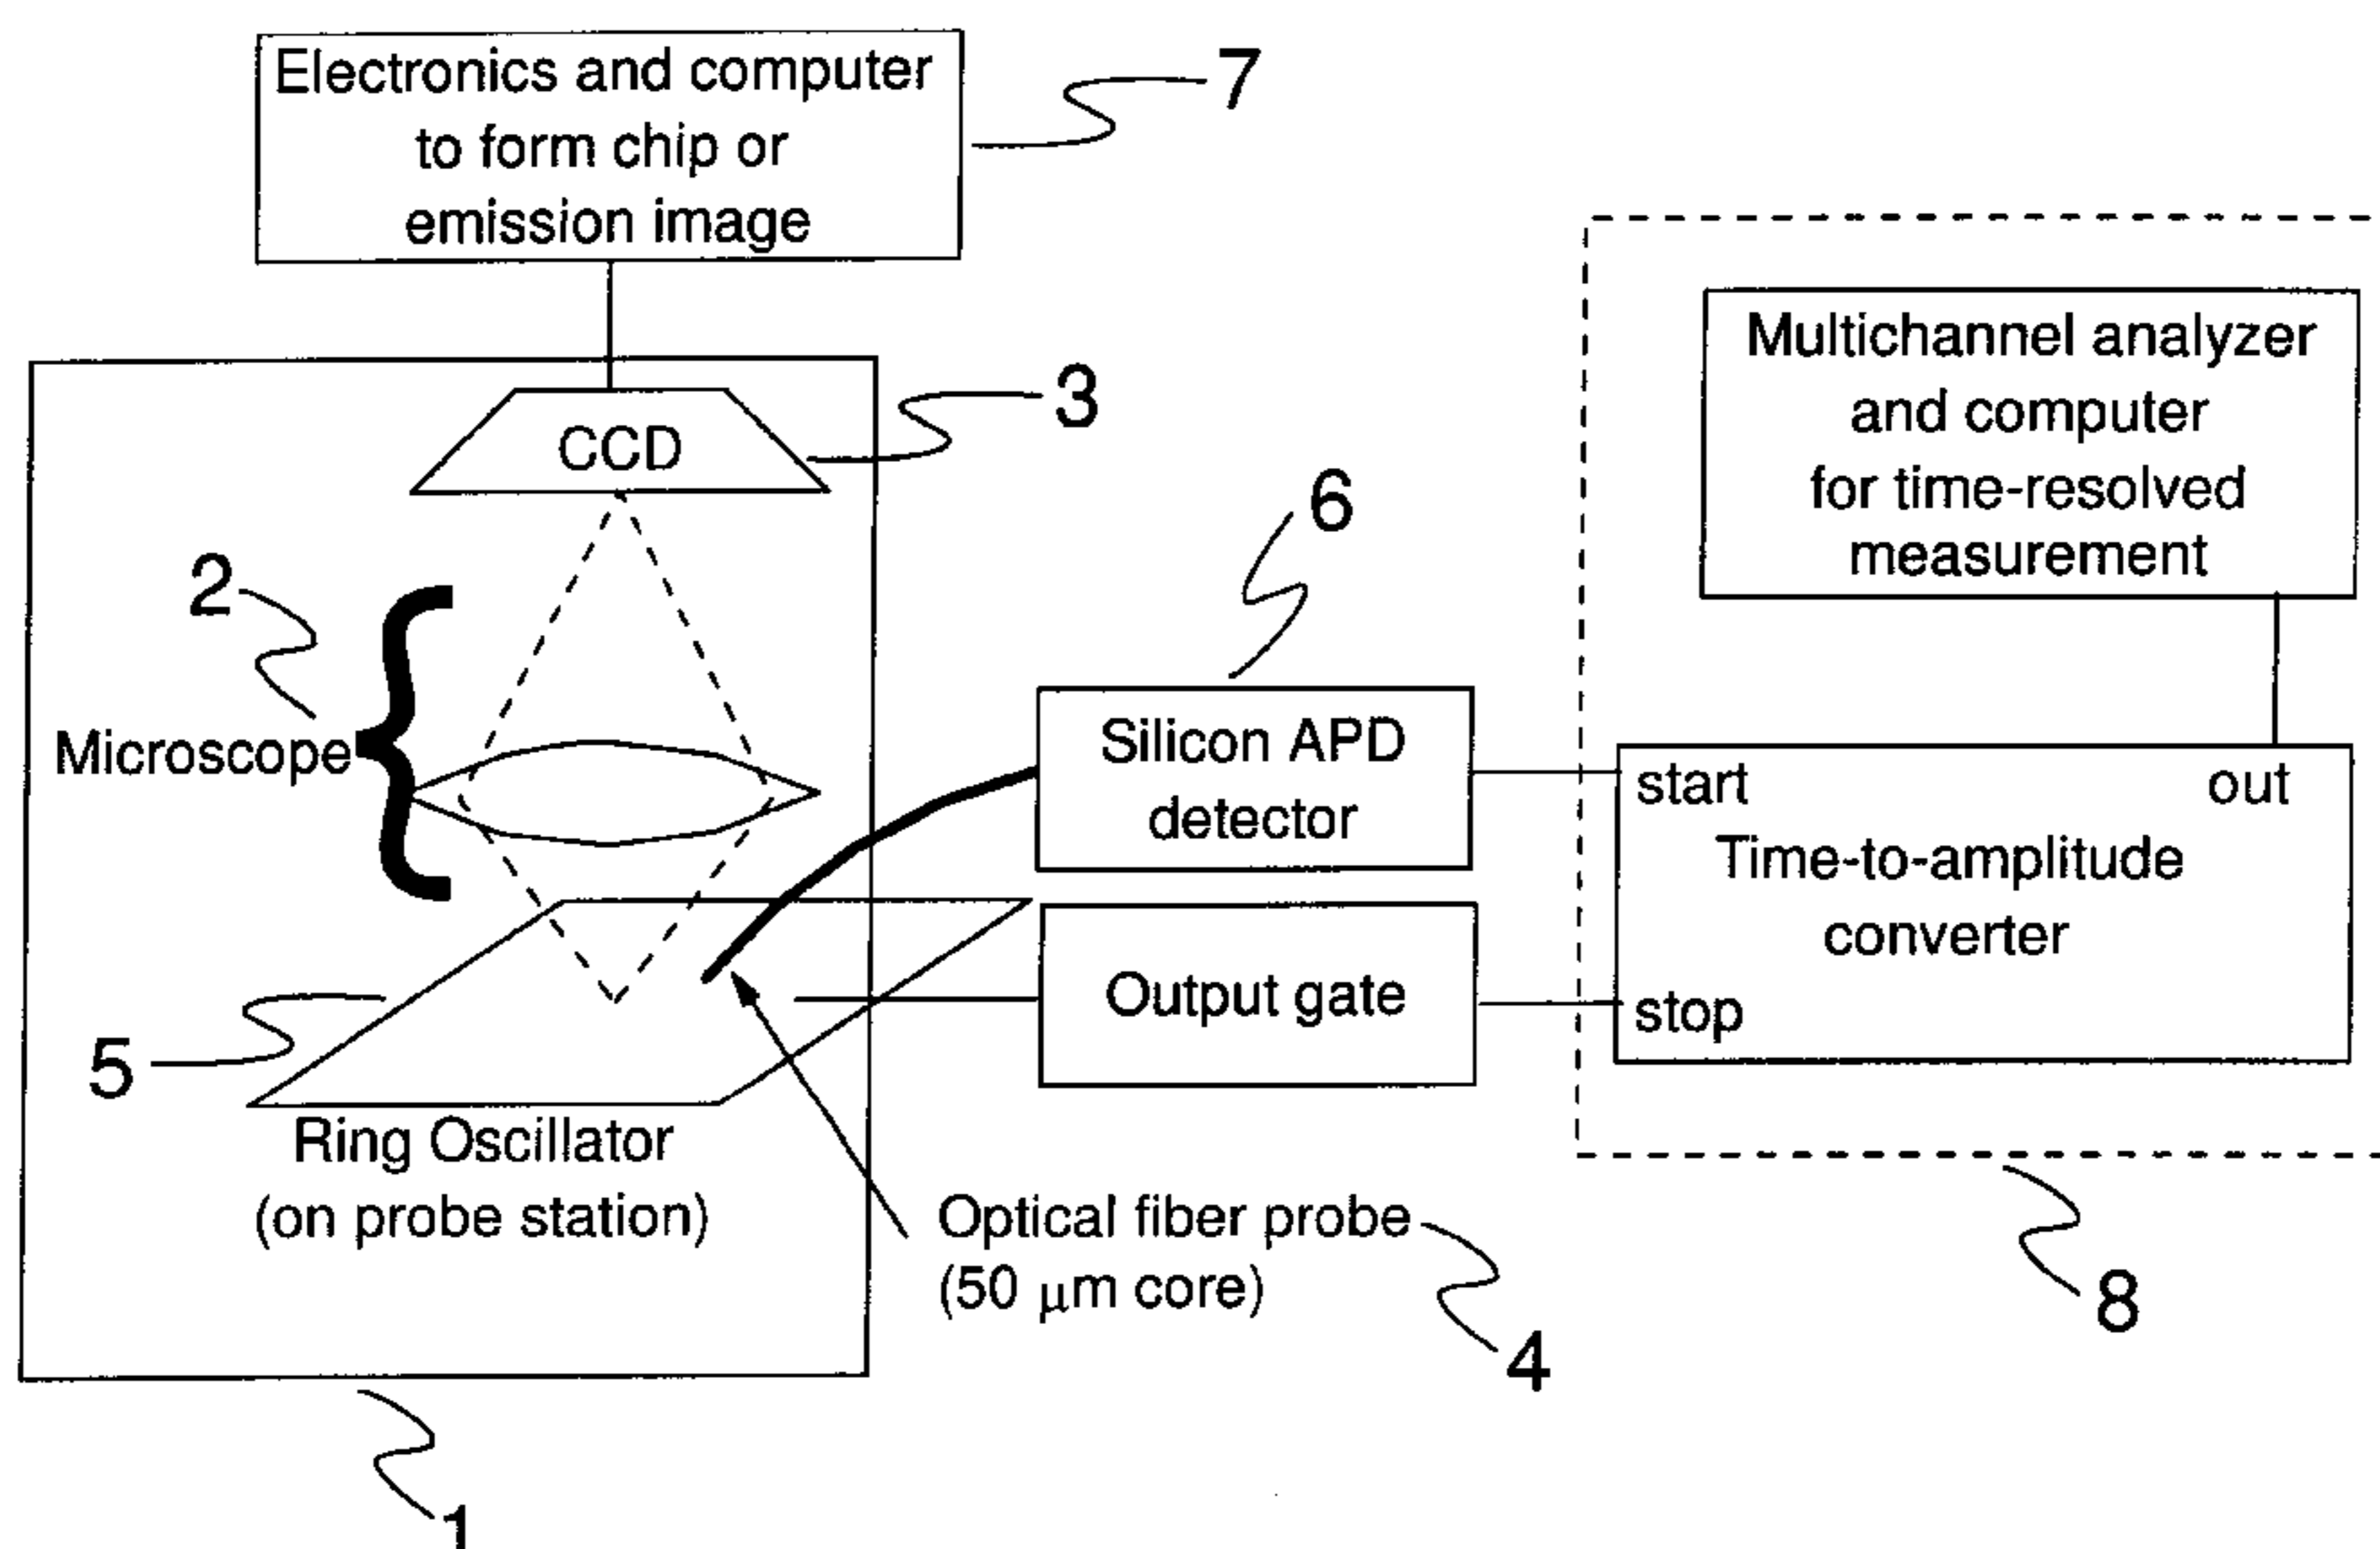 Electronics and computer
to form chip or
emission image
7
CCD
3
2
Microscope
6
Silicon APD
detector
Multichannel analyzer
and computer
for time-resolved
measurement
start
out
Time-to-amplitude
converter
stop
Output gate
5
Ring Oscillator
(on probe station)
Optical fiber probe
(50 μm core)
4
8
1